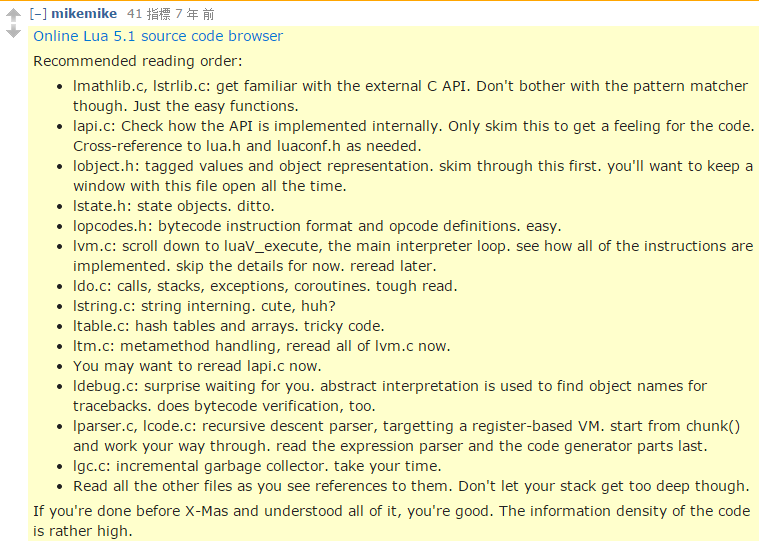 [–] mikemike 41 指標 7 年 前
Online Lua 5.1 source code browser
Recommended reading order:
• lmathlib.c, lstrlib.c: get familiar with the external C API. Don't bother with the pattern matcher
though. Just the easy functions.
• lapi.c: Check how the API is implemented internally. Only skim this to get a feeling for the code.
Cross-reference to lua.h and luaconf.h as needed.
• lobject.h: tagged values and object representation. skim through this first. you'll want to keep a
window with this file open all the time.
• lstate.h: state objects. ditto.
• lopcodes.h: bytecode instruction format and opcode definitions. easy.
• lvm.c: scroll down to luaV_execute, the main interpreter loop. see how all of the instructions are
implemented. skip the details for now. reread later.
• ldo.c: calls, stacks, exceptions, coroutines. tough read.
• lstring.c: string interning. cute, huh?
• ltable.c: hash tables and arrays. tricky code.
• ltm.c: metamethod handling, reread all of lvm.c now.
• You may want to reread lapi.c now.
• ldebug.c: surprise waiting for you. abstract interpretation is used to find object names for
tracebacks. does bytecode verification, too.
• lparser.c, lcode.c: recursive descent parser, targetting a register-based VM. start from chunk()
and work your way through. read the expression parser and the code generator parts last.
• lgc.c: incremental garbage collector. take your time.
• Read all the other files as you see references to them. Don't let your stack get too deep though.
If you're done before X-Mas and understood all of it, you're good. The information density of the code
is rather high.